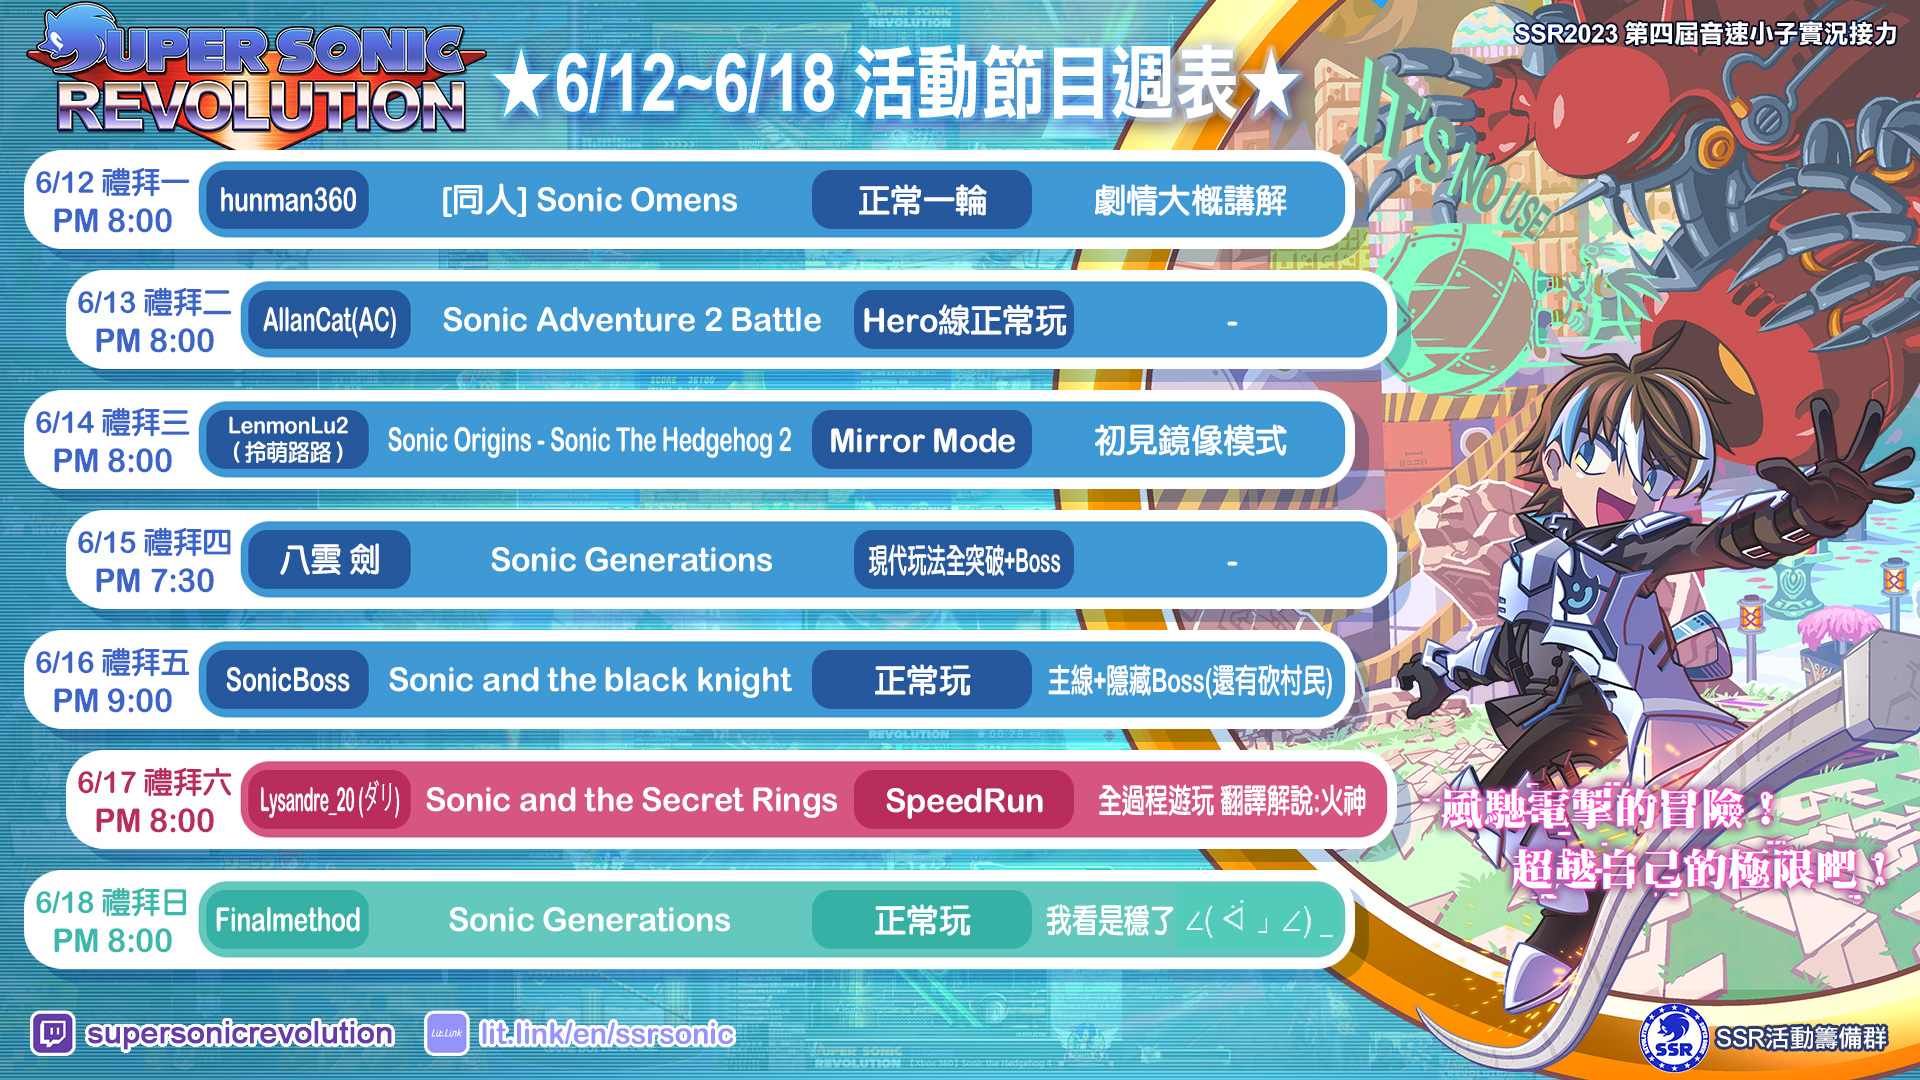 SUPER SONIC
REVOLUTION
★6/12~6/18 活動節目週表★
SSR2023 第四屆音速小子實況接力
IT'S NO USE!
6/12 禮拜一
PM 8:00
hunman360
[同人] Sonic Omens
正常一輪
劇情大概講解
6/13 禮拜二
PM 8:00
AllanCat(AC)
Sonic Adventure 2 Battle
Hero線正常玩
-
6/14 禮拜三
PM 8:00
LenmonLu2
(拎萌路路)
Sonic Origins - Sonic The Hedgehog 2
Mirror Mode
初見鏡像模式
6/15 禮拜四
PM 7:30
八雲 劍
Sonic Generations
現代玩法全突破+Boss
-
6/16 禮拜五
PM 9:00
SonicBoss
Sonic and the black knight
正常玩
主線+隱藏Boss(還有砍村民)
6/17 禮拜六
PM 8:00
Lysandre_20 (ダリ)
Sonic and the Secret Rings
SpeedRun
全過程遊玩 翻譯解說:火神
6/18 禮拜日
PM 8:00
Finalmethod
Sonic Generations
正常玩
我看是穩了 ∠( ᐛ 」∠)_
風馳電掣的冒險！
超越自己的極限吧！
supersonicrevolution
Lit.Link
lit.link/en/ssrsonic
SSR
SSR活動籌備群